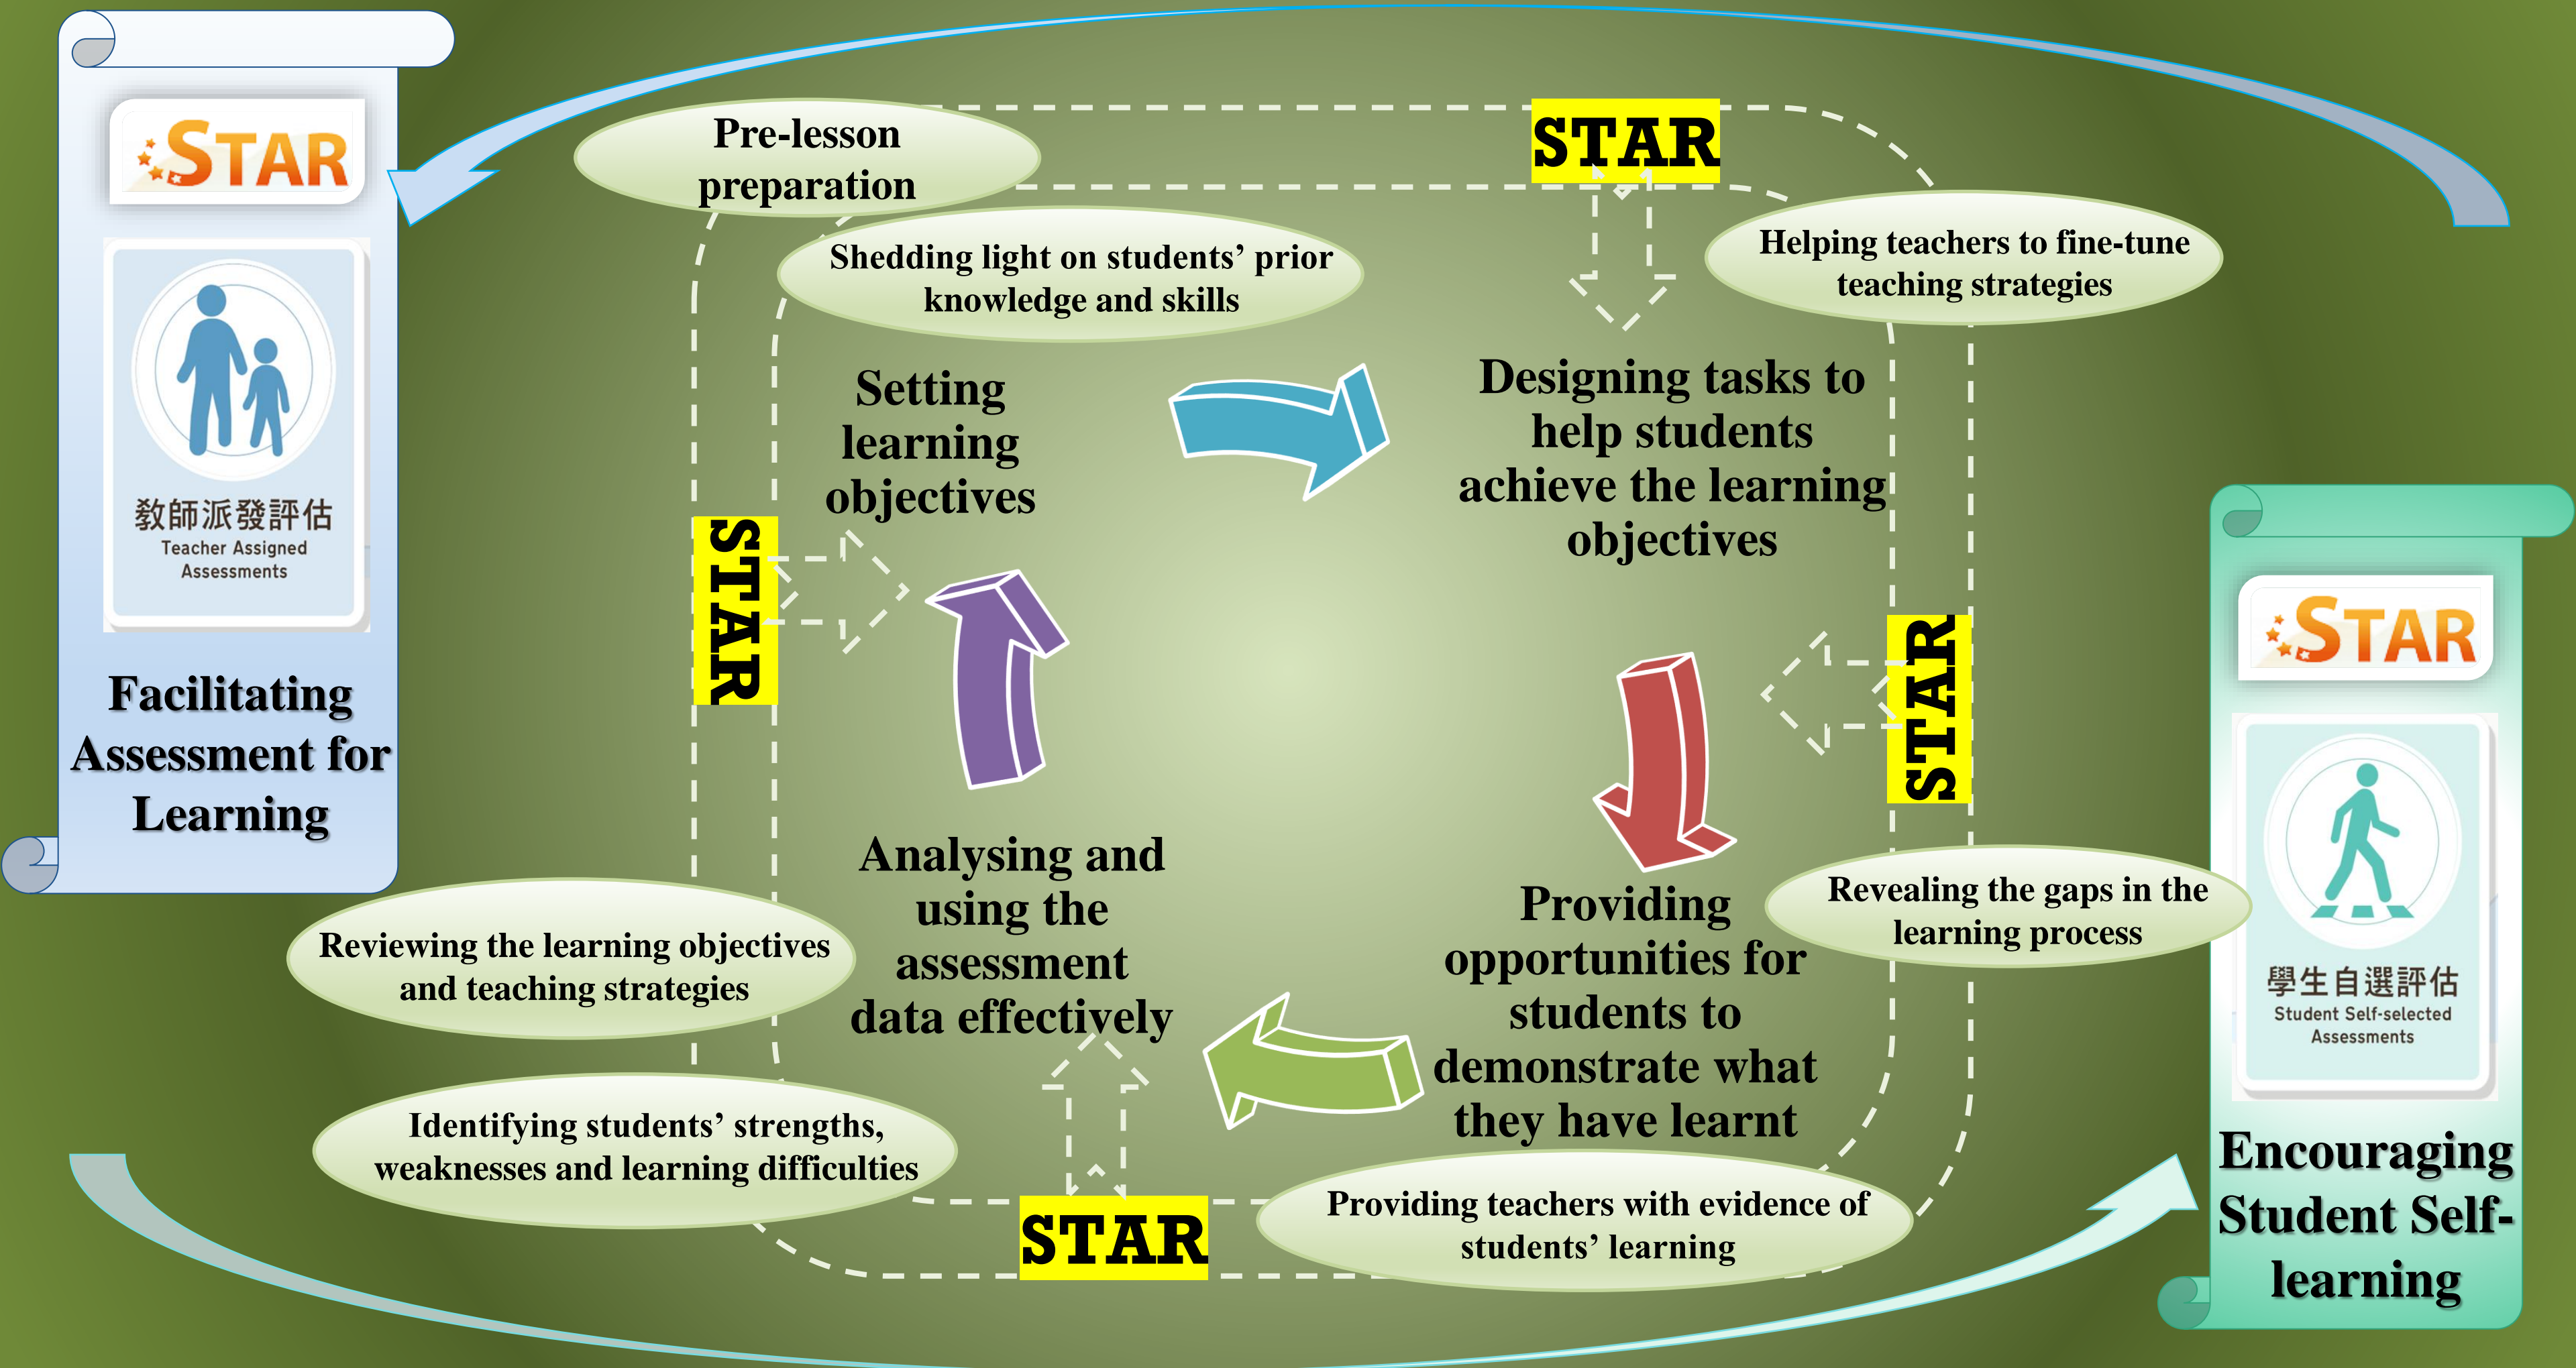 STAR
教師派發評估
Teacher Assigned
Assessments
Facilitating
Assessment for
Learning
Pre-lesson
preparation
Shedding light on students’ prior
knowledge and skills
STAR
Helping teachers to fine-tune
teaching strategies
Setting
learning
objectives
Designing tasks to
help students
achieve the learning
objectives
STAR
STAR
Analysing and
using the
assessment
data effectively
Providing
opportunities for
students to
demonstrate what
they have learnt
Revealing the gaps in the
learning process
Reviewing the learning objectives
and teaching strategies
Identifying students’ strengths,
weaknesses and learning difficulties
STAR
Providing teachers with evidence of
students’ learning
STAR
學生自選評估
Student Self-selected
Assessments
Encouraging
Student Self-
learning